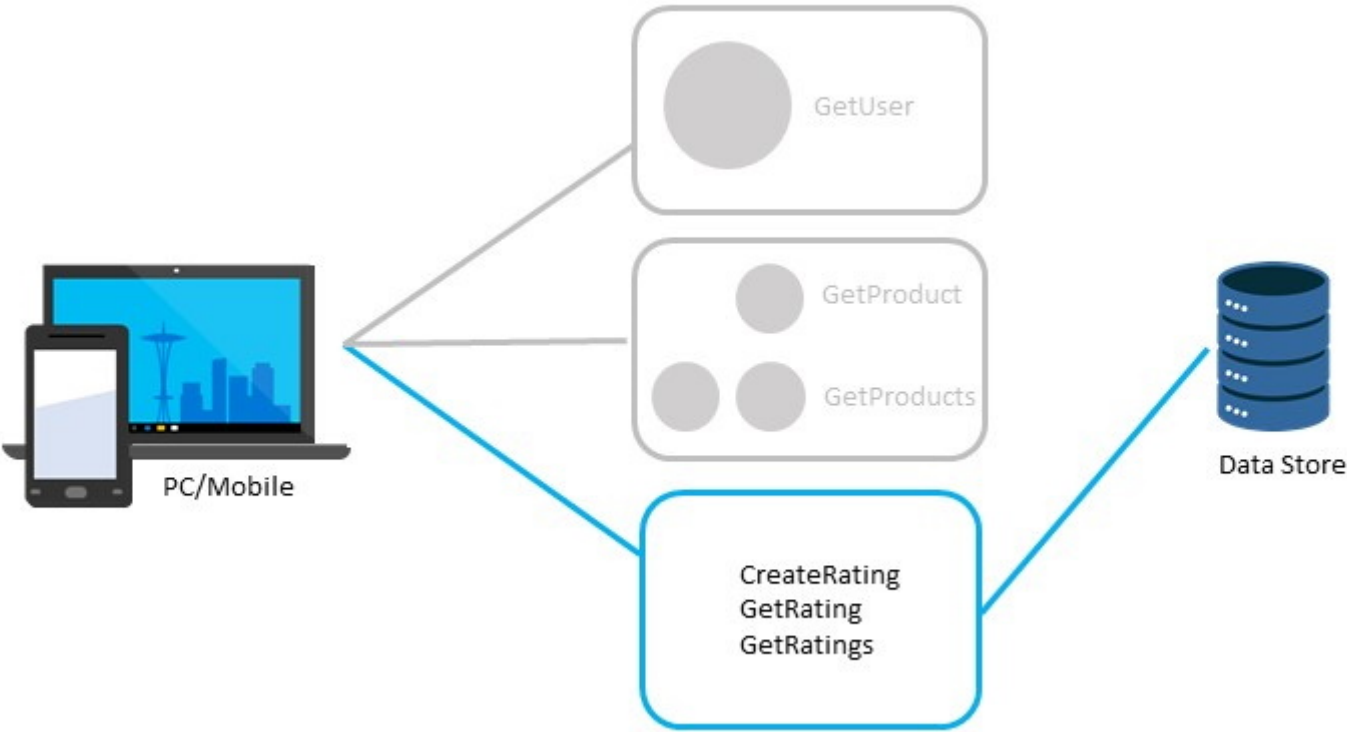 GetUser
GetProduct
GetProducts
PC/Mobile
Data Store
CreateRating
GetRating
GetRatings